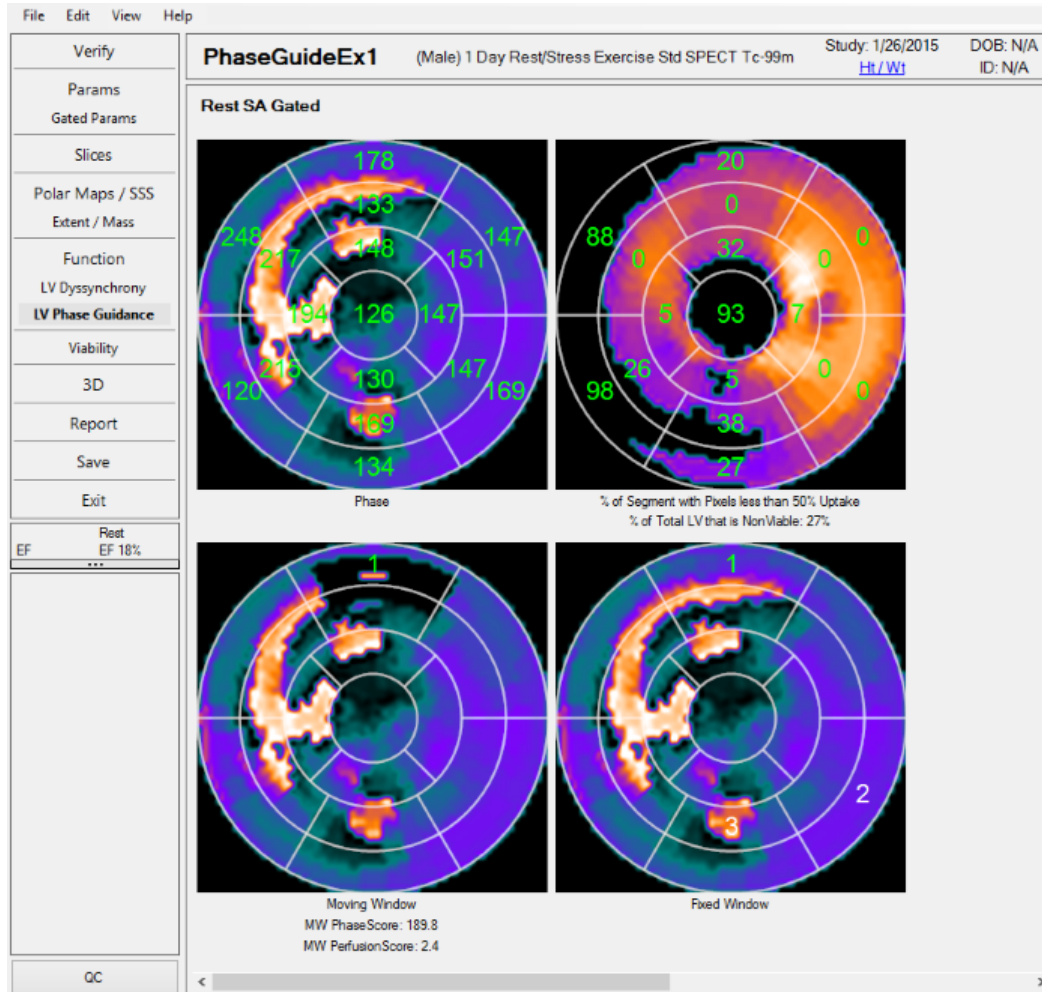 File Edit View Help
Verify
Params
Gated Params
Slices
Polar Maps / SSS
Extent / Mass
Function
LV Dyssynchrony
LV Phase Guidance
Viability
3D
Report
Save
Exit
Rest
EF EF 18%
...
QC
PhaseGuideEx1 (Male) 1 Day Rest/Stress Exercise Std SPECT Tc-99m Study: 1/26/2015 DOB: N/A
Ht / Wt ID: N/A
Rest SA Gated
178
133
248 147
217 148 151
194 126 147
215 130 147
120 169
169
134
Phase
20
0
88 0
0 32 0
5 93 7
26 5 0
98 0
38
27
% of Segment with Pixels less than 50% Uptake
% of Total LV that is NonViable: 27%
1
Moving Window
MW PhaseScore: 189.8
MW PerfusionScore: 2.4
1
2
3
Fixed Window